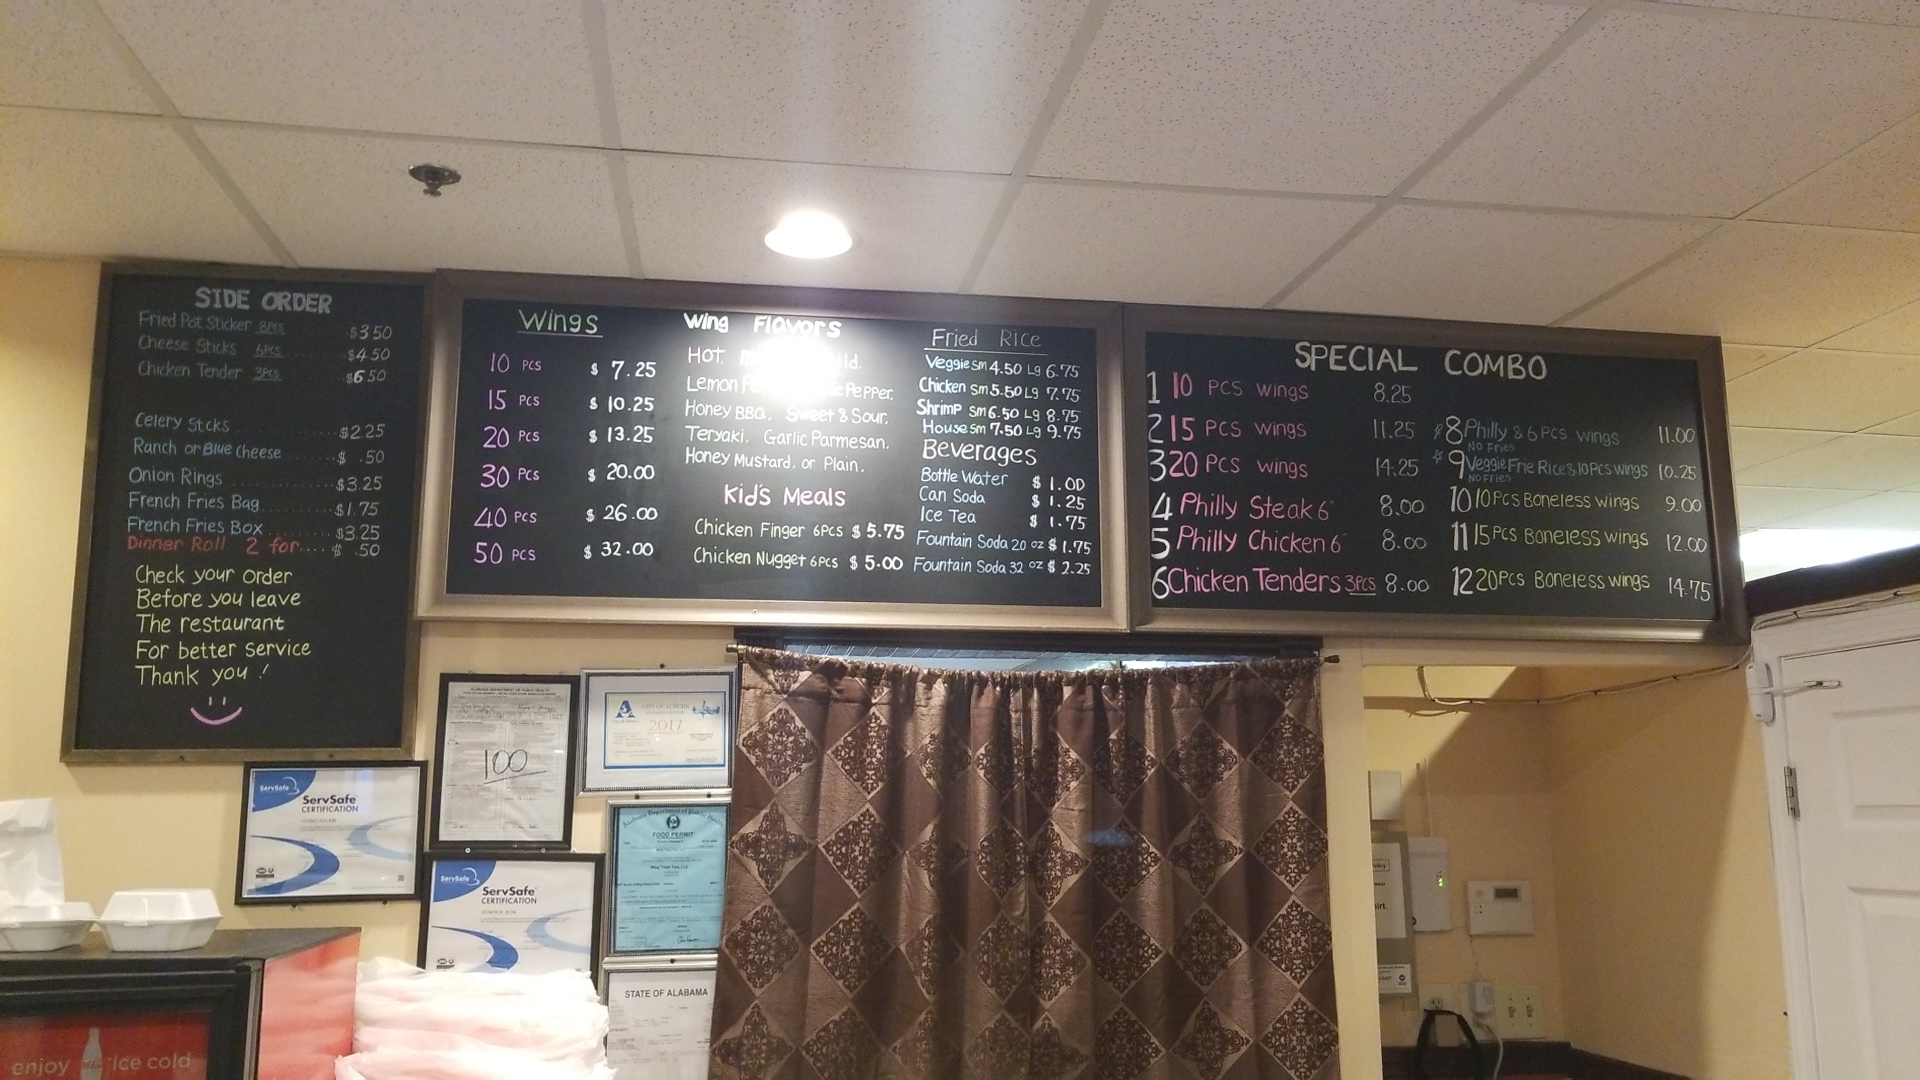 SIDE ORDER
Fried Pot Sticker 8Pcs $3.50
Cheese Sticks 6Pcs $4.50
Chicken Tender 3Pcs $6.50
Celery Stcks $2.25
Ranch or Blue Cheese $ .50
Onion Rings $3.25
French Fries Bag $1.75
French Fries Box $3.25
Dinner Roll 2 for.... $ .50
Check your order
Before you leave
The restaurant
For better service
Thank you !
Wings
10 PCS $ 7.25
15 PCS $ 10.25
20 PCS $ 13.25
30 PCS $ 20.00
40 PCS $ 26.00
50 PCS $ 32.00
Wing Flavors
Hot,
Lemon & Pepper,
Honey BBQ, Sweet & Sour,
Teryaki, Garlic Parmesan,
Honey Mustard, or Plain.
Kid's Meals
Chicken Finger 6Pcs $ 5.75
Chicken Nugget 6Pcs $ 5.00
Fried Rice
Veggie Sm 4.50 Lg 6.75
Chicken Sm 5.50 Lg 7.75
Shrimp Sm 6.50 Lg 8.75
House Sm 7.50 Lg 9.75
Beverages
Bottle Water $ 1.00
Can Soda $ 1.25
Ice Tea $ 1.75
Fountain Soda 20 oz $ 1.75
Fountain Soda 32 oz $ 2.25
SPECIAL COMBO
1 10 PCS wings 8.25
2 15 PCS wings 11.25
3 20 PCS wings 14.25
4 Philly Steak 6" 8.00
5 Philly Chicken 6" 8.00
6 Chicken Tenders 3PCS 8.00
* 8 Philly & 6 PCS wings 11.00
NO Fries
* 9 Veggie Frie Rice & 10 PCS wings 10.25
NO Fries
10 10 PCS Boneless wings 9.00
11 15 PCS Boneless wings 12.00
12 20 PCS Boneless wings 14.75
ServSafe
ServSafe
CERTIFICATION
100
CITY OF AUBURN
2017
ServSafe
ServSafe
CERTIFICATION
FOOD PERMIT
STATE OF ALABAMA
enjoy ice cold